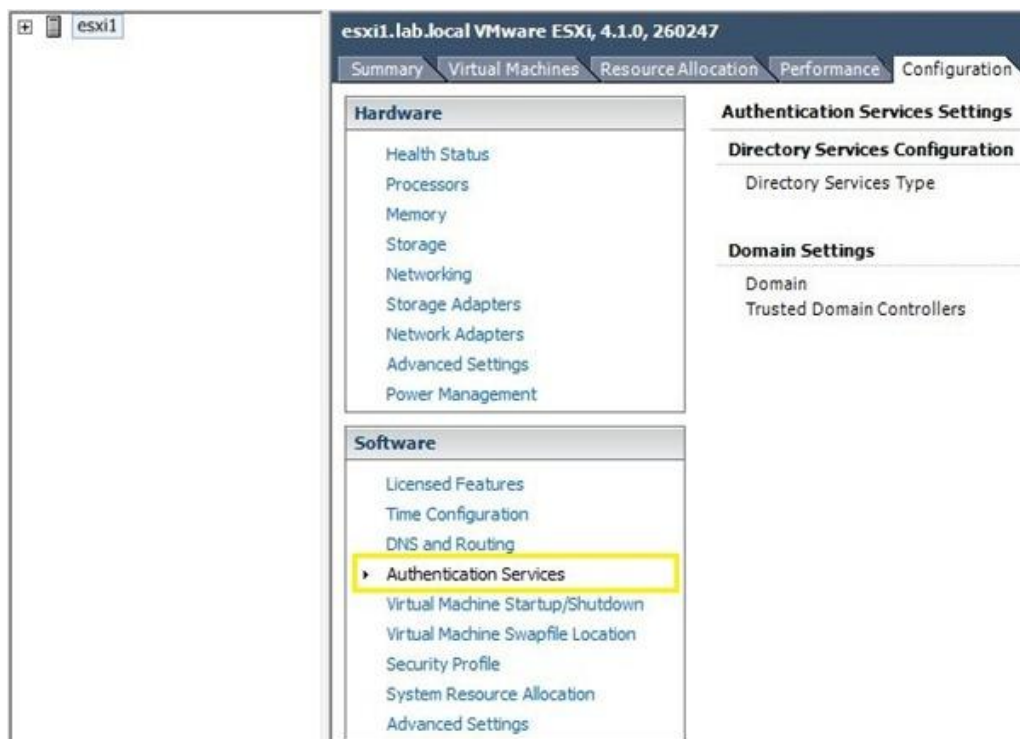 esxi1
esxi1.lab.local VMware ESXi, 4.1.0, 260247
Summary Virtual Machines Resource Allocation Performance Configuration
Hardware
Health Status
Processors
Memory
Storage
Networking
Storage Adapters
Network Adapters
Advanced Settings
Power Management
Software
Licensed Features
Time Configuration
DNS and Routing
Authentication Services
Virtual Machine Startup/Shutdown
Virtual Machine Swapfile Location
Security Profile
System Resource Allocation
Advanced Settings
Authentication Services Settings
Directory Services Configuration
Directory Services Type
Domain Settings
Domain
Trusted Domain Controllers